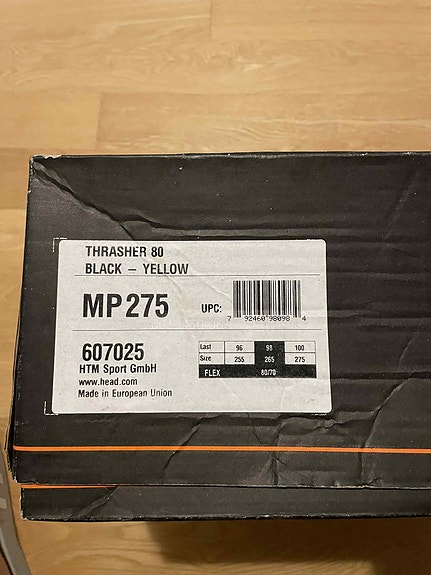 THRASHER 80
BLACK – YELLOW
MP 275
UPC:
7 92460 98098 4
607025
HTM Sport GmbH
www.head.com
Made in European Union
Last 96 98 100
Size 255 265 275
FLEX 80/70